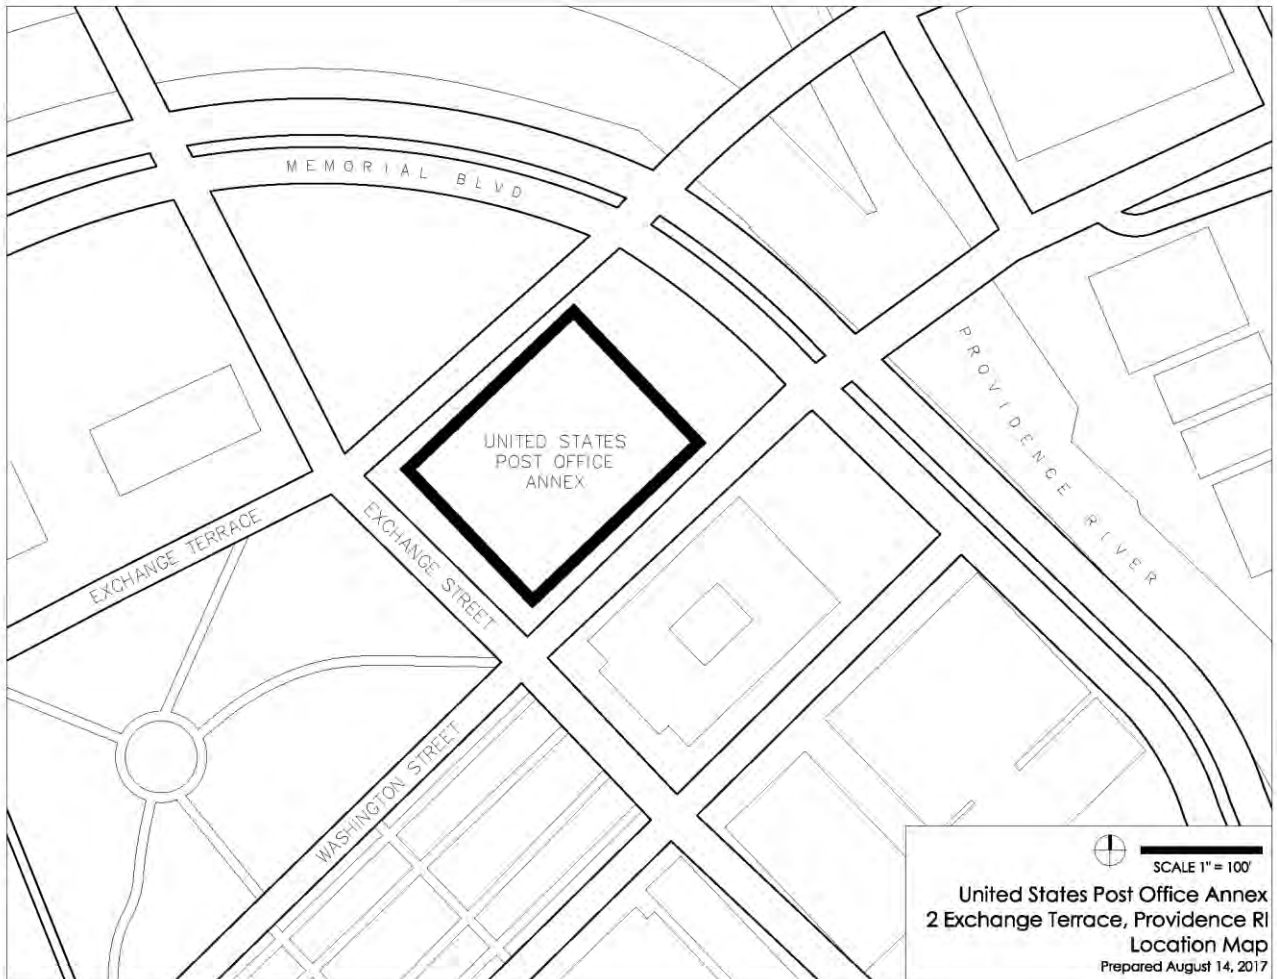 MEMORIAL BLVD
UNITED STATES
POST OFFICE
ANNEX
PROVIDENCE RIVER
EXCHANGE TERRACE
EXCHANGE STREET
WASHINGTON STREET
SCALE 1" = 100'
United States Post Office Annex
2 Exchange Terrace, Providence RI
Location Map
Prepared August 14, 2017